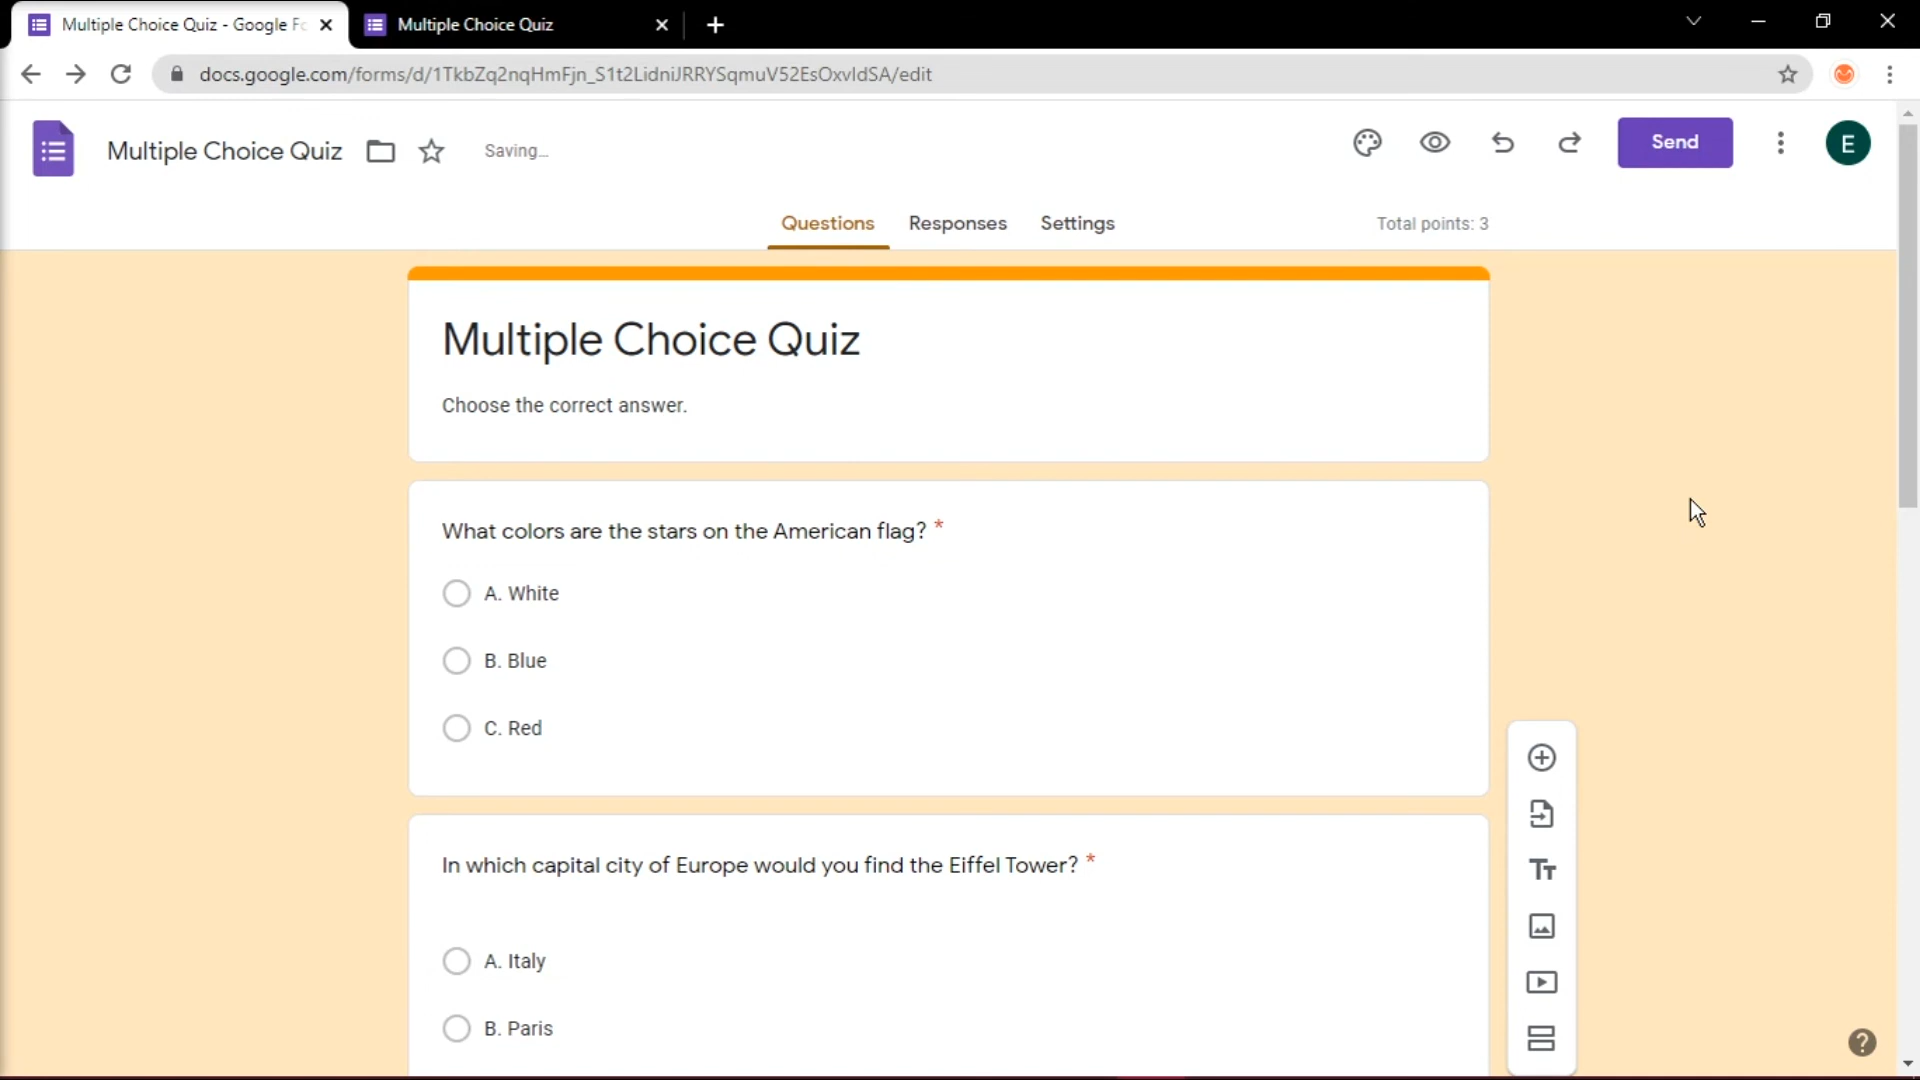 Multiple Choice Quiz - Google Fo
Multiple Choice Quiz
docs.google.com/forms/d/1TkbZq2nqHmFjn_S1t2LidniJRRYSqmuV52EsOxvIdSA/edit
Multiple Choice Quiz
Saving...
Send
E
Questions
Responses
Settings
Total points: 3
Multiple Choice Quiz
Choose the correct answer.
What colors are the stars on the American flag? *
A. White
B. Blue
C. Red
In which capital city of Europe would you find the Eiffel Tower? *
A. Italy
B. Paris